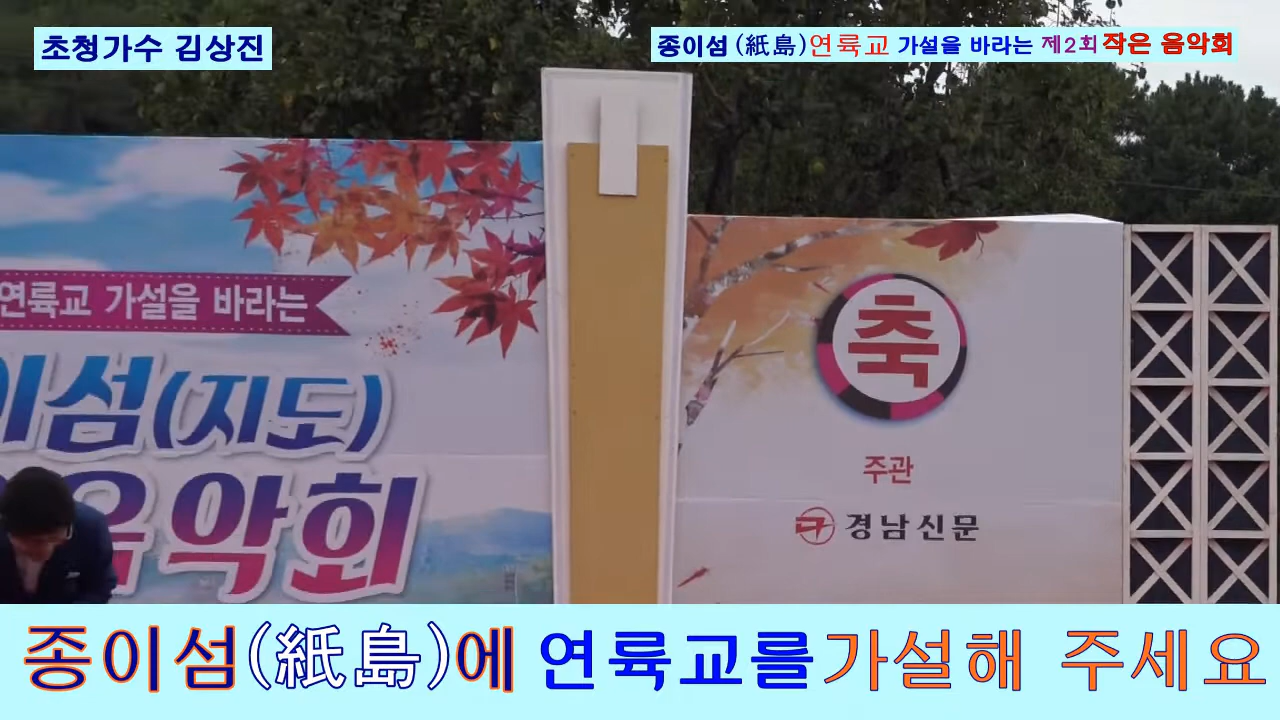 초청가수 김상진
종이섬(紙島)연륙교 가설을 바라는 제2회 작은 음악회
연륙교 가설을 바라는
이섬(지도)
음악회
축
주관
경남신문
종이섬(紙島)에 연륙교를가설해 주세요